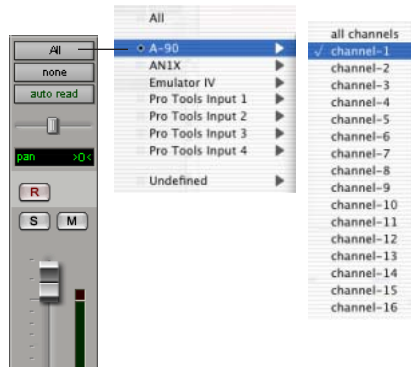 All
none
auto read
pan >0<
R
S M
All
A-90
AN1X
Emulator IV
Pro Tools Input 1
Pro Tools Input 2
Pro Tools Input 3
Pro Tools Input 4
Undefined
all channels
√ channel-1
channel-2
channel-3
channel-4
channel-5
channel-6
channel-7
channel-8
channel-9
channel-10
channel-11
channel-12
channel-13
channel-14
channel-15
channel-16